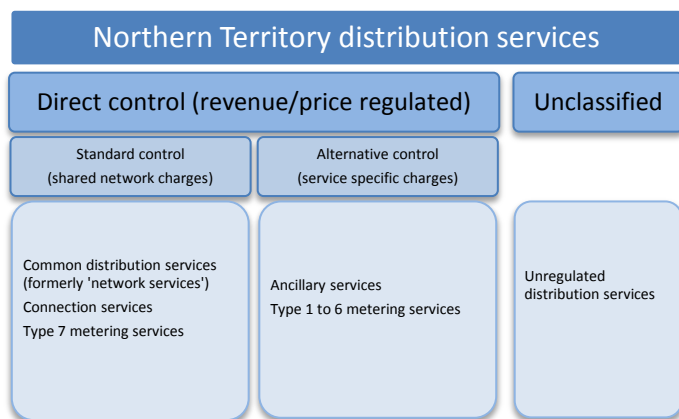 Northern Territory distribution services
Direct control (revenue/price regulated)
Unclassified
Standard control
(shared network charges)
Alternative control
(service specific charges)
Common distribution services
(formerly 'network services')
Connection services
Type 7 metering services
Ancillary services
Type 1 to 6 metering services
Unregulated
distribution services